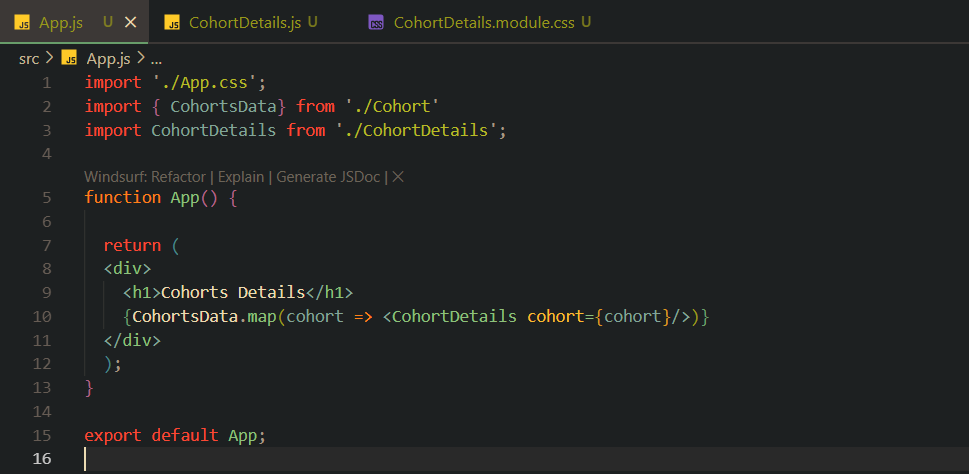 JS App.js U ×
JS CohortDetails.js U
CSS CohortDetails.module.css U
src > JS App.js > ...
1 import './App.css';
2 import { CohortsData} from './Cohort'
3 import CohortDetails from './CohortDetails';
4
Windsurf: Refactor | Explain | Generate JSDoc | ×
5 function App() {
6
7   return (
8   <div>
9     <h1>Cohorts Details</h1>
10     {CohortsData.map(cohort => <CohortDetails cohort={cohort}/>)}
11   </div>
12   );
13 }
14
15 export default App;
16